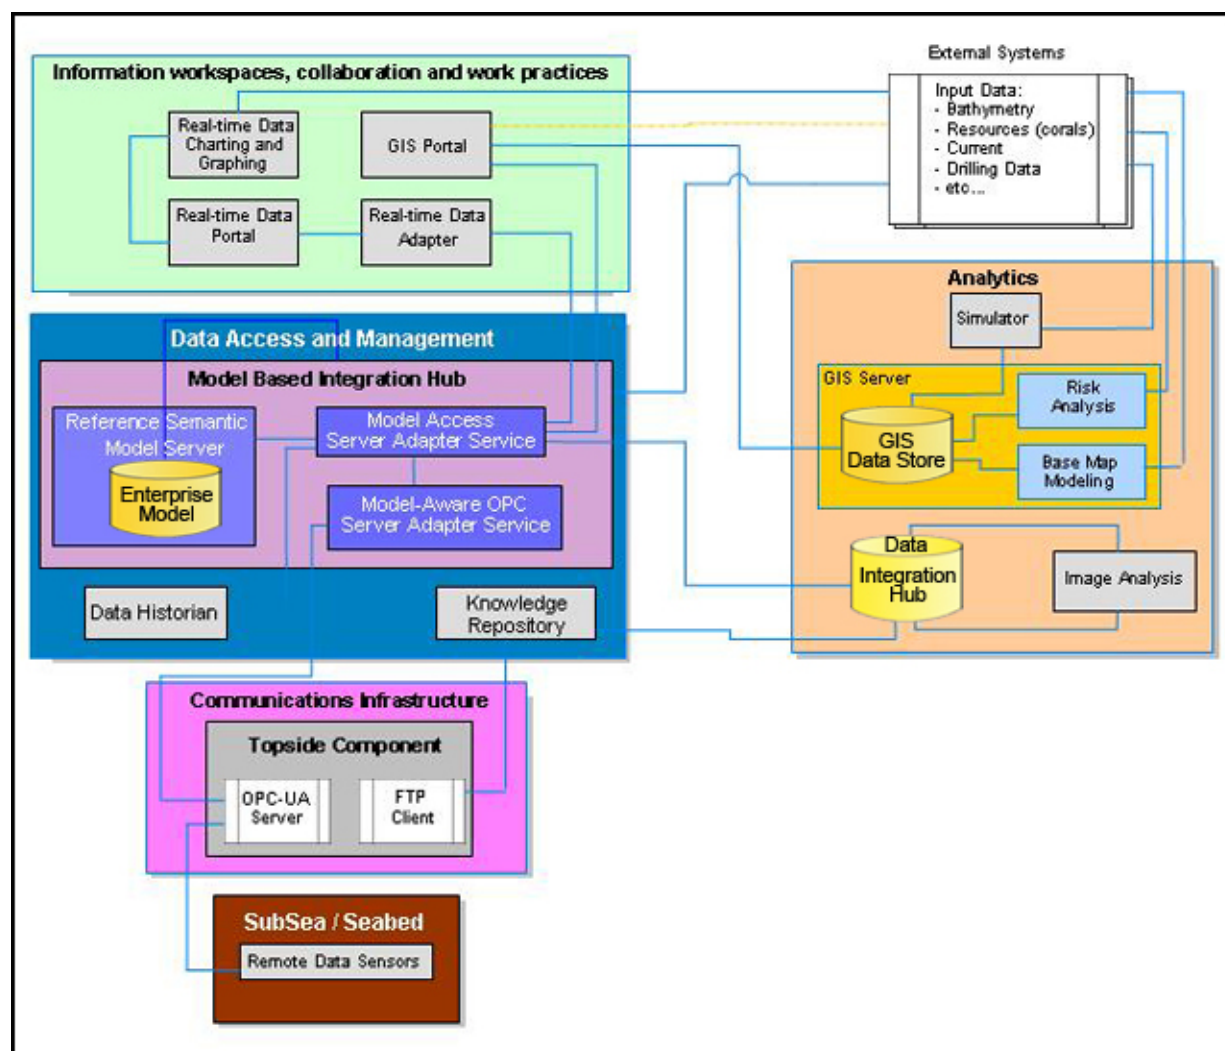 External Systems
Information workspaces, collaboration and work practices
Real-time Data
Charting and
Graphing
GIS Portal
Input Data:
- Bathymetry
- Resources (corals)
- Current
- Drilling Data
- etc...
Real-time Data
Portal
Real-time Data
Adapter
Analytics
Simulator
Data Access and Management
Model Based Integration Hub
GIS Server
Reference Semantic
Model Server
Enterprise
Model
Model Access
Server Adapter Service
GIS
Data Store
Risk
Analysis
Base Map
Modeling
Model-Aware OPC
Server Adapter Service
Data
Integration
Hub
Image Analysis
Data Historian
Knowledge
Repository
Communications Infrastructure
Topside Component
OPC-UA
Server
FTP
Client
SubSea / Seabed
Remote Data Sensors